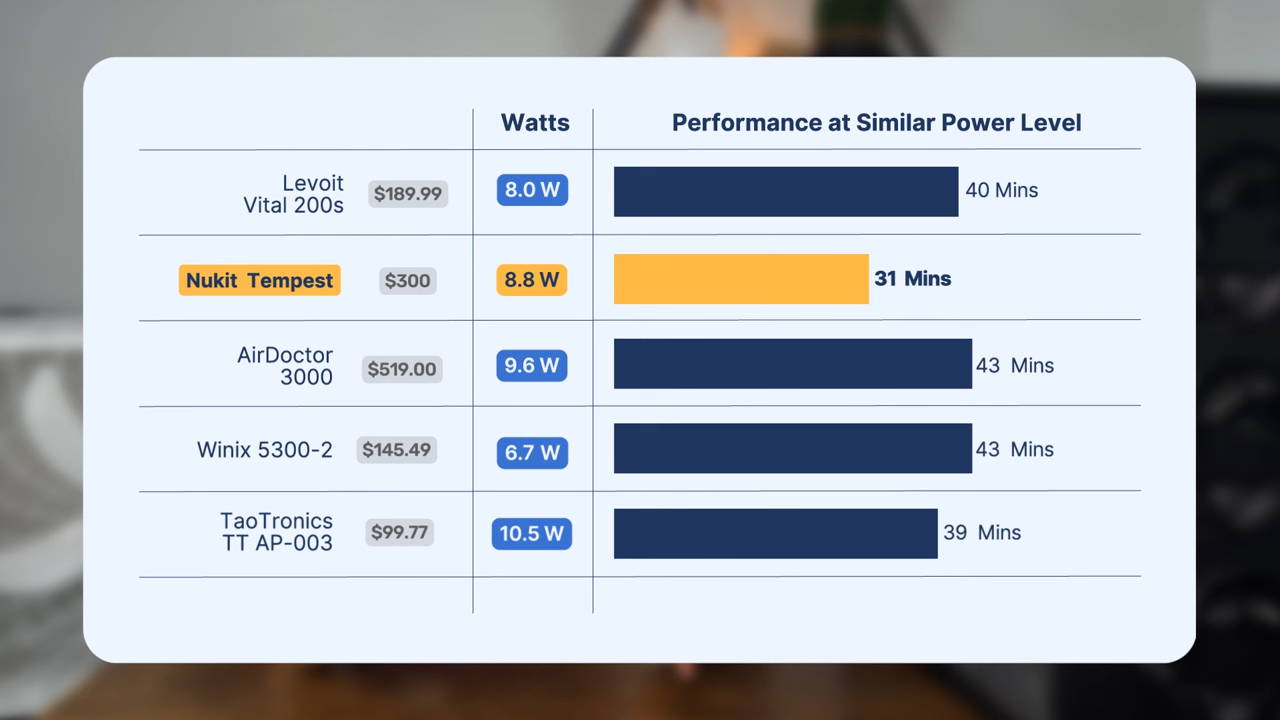 Watts
Performance at Similar Power Level
Levoit
Vital 200s
$189.99
8.0 W
40 Mins
Nukit Tempest
$300
8.8 W
31 Mins
AirDoctor
3000
$519.00
9.6 W
43 Mins
Winix 5300-2
$145.49
6.7 W
43 Mins
TaoTronics
TT AP-003
$99.77
10.5 W
39 Mins